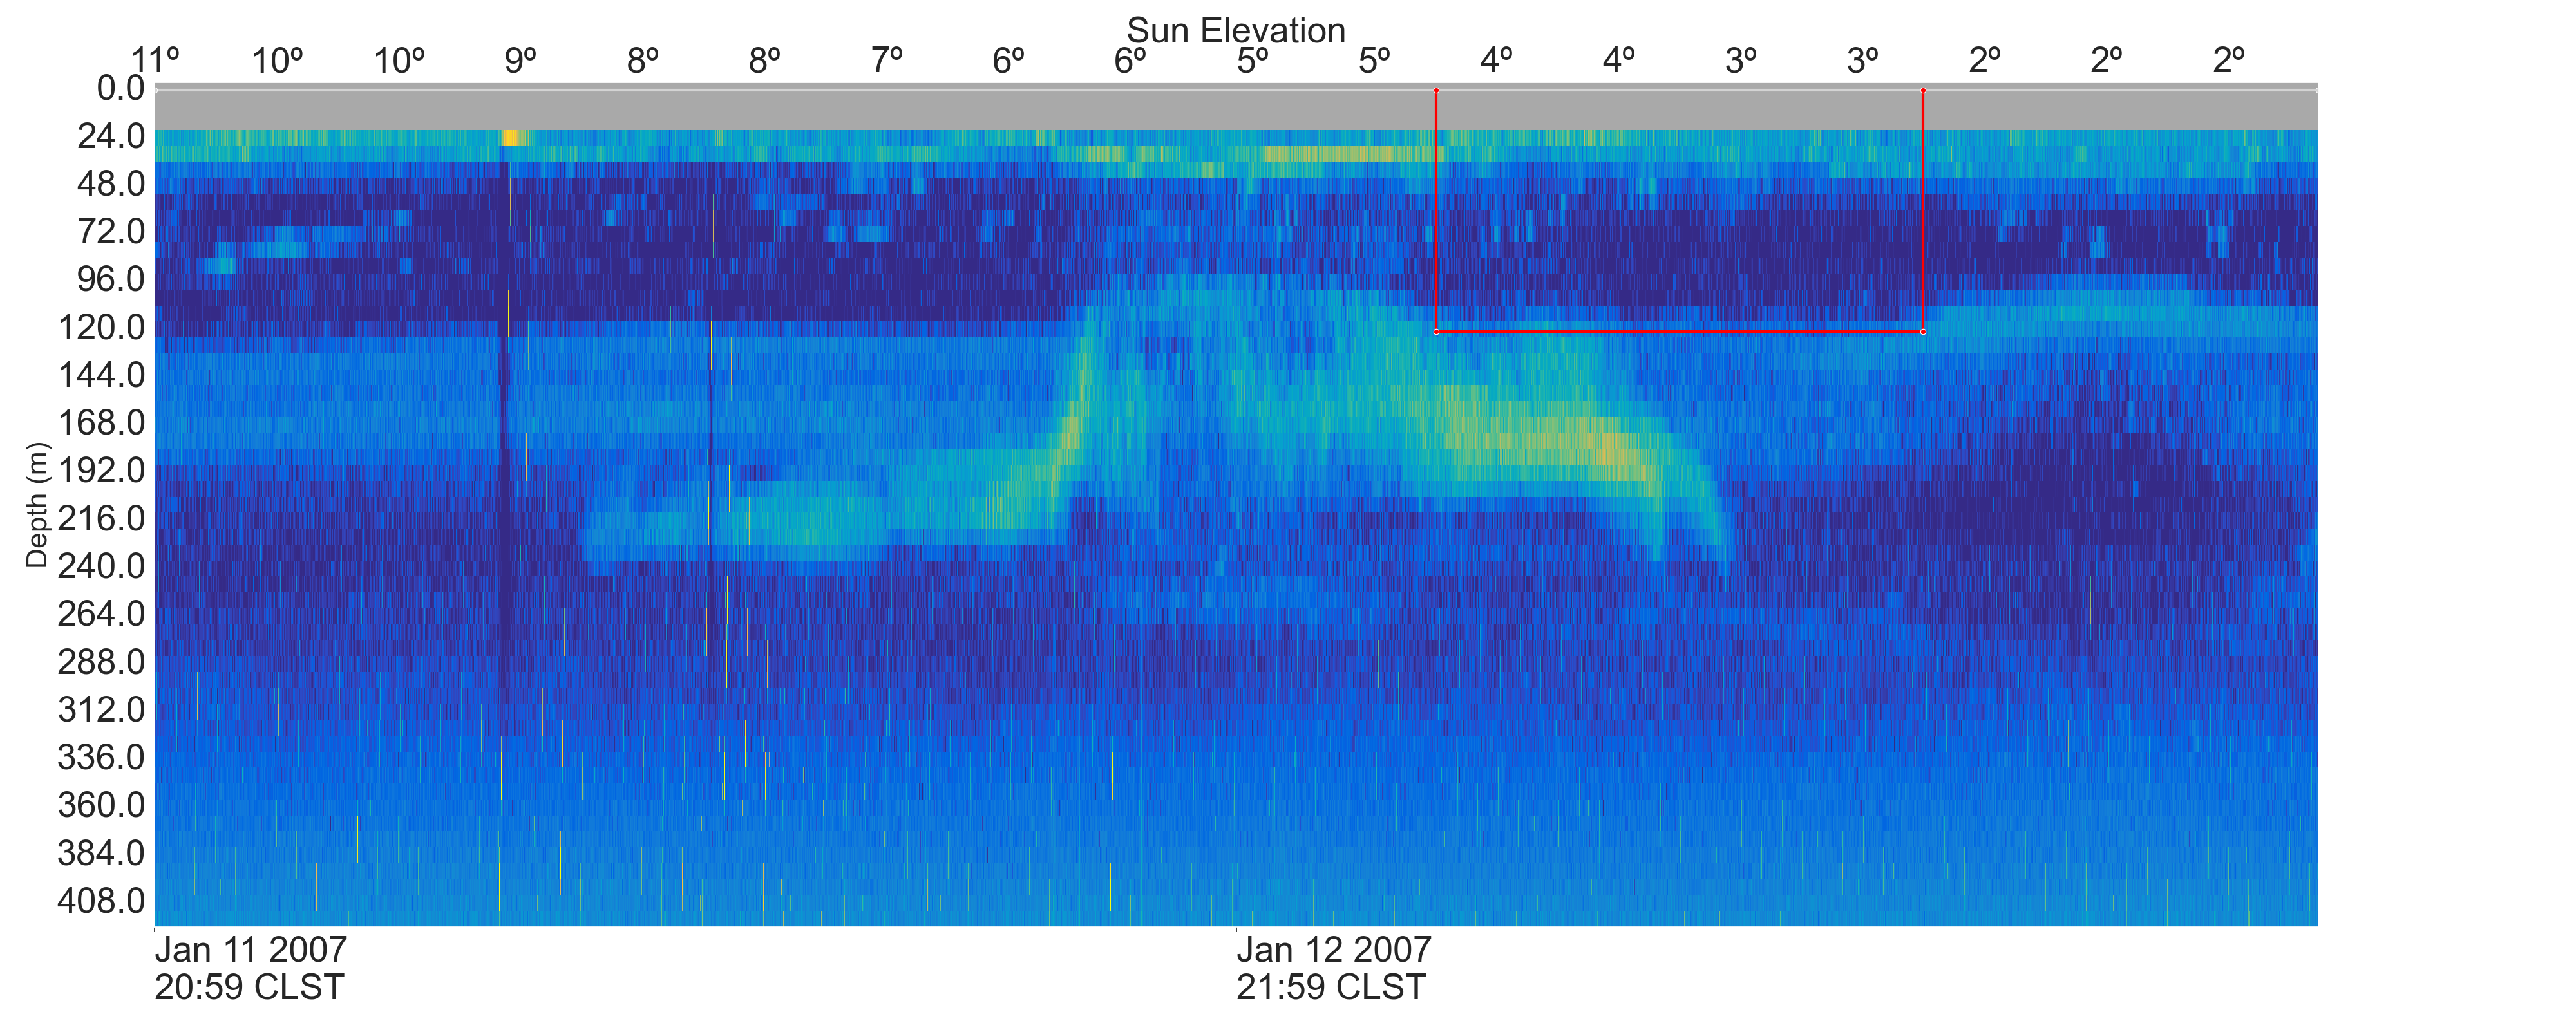 Sun Elevation
11º 10º 10º 9º 8º 8º 7º 6º 6º 5º 5º 4º 4º 3º 3º 2º 2º 2º
0.0
24.0
48.0
72.0
96.0
120.0
144.0
168.0
192.0
216.0
240.0
264.0
288.0
312.0
336.0
360.0
384.0
408.0
Depth (m)
Jan 11 2007
20:59 CLST
Jan 12 2007
21:59 CLST